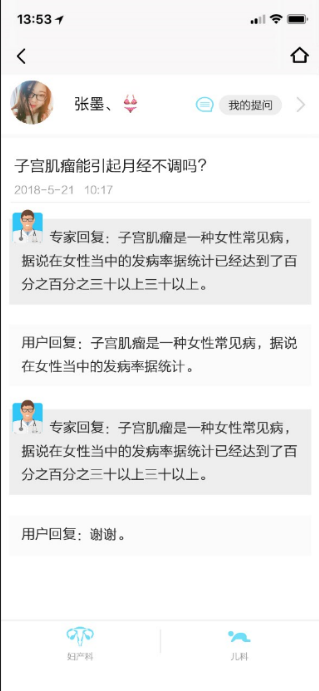 13:53
张墨、👙
我的提问
子宫肌瘤能引起月经不调吗?
2018-5-21 10:17
专家回复：子宫肌瘤是一种女性常见病，
据说在女性当中的发病率据统计已经达到了百
分之百分之三十以上三十以上。
用户回复：子宫肌瘤是一种女性常见病，据说
在女性当中的发病率据统计。
专家回复：子宫肌瘤是一种女性常见病，
据说在女性当中的发病率据统计已经达到了百
分之百分之三十以上三十以上。
用户回复：谢谢。
妇产科
儿科